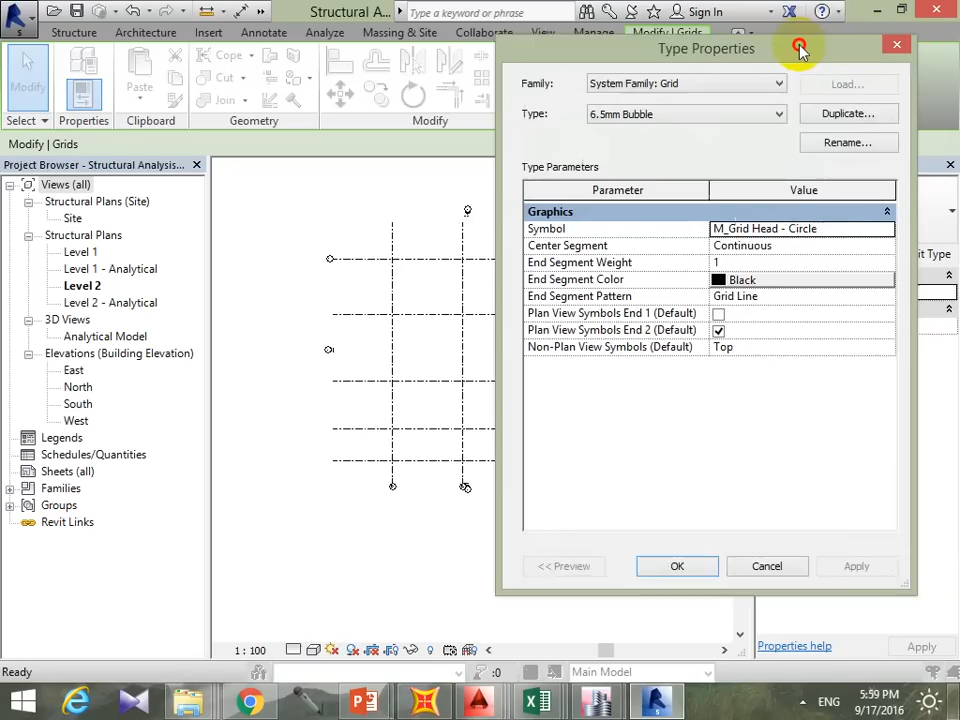 Structural A...
Type a keyword or phrase
Sign In
Structure
Architecture
Insert
Annotate
Analyze
Massing & Site
Collaborate
View
Manage
Modify | Grids
Modify
Select
Properties
Paste
Clipboard
Cope
Cut
Join
Geometry
Modify
Modify | Grids
Project Browser - Structural Analysis...
Views (all)
Structural Plans (Site)
Site
Structural Plans
Level 1
Level 1 - Analytical
Level 2
Level 2 - Analytical
3D Views
Analytical Model
Elevations (Building Elevation)
East
North
South
West
Legends
Schedules/Quantities
Sheets (all)
Families
Groups
Revit Links
Type Properties
Family:
System Family: Grid
Load...
Type:
6.5mm Bubble
Duplicate...
Rename...
Type Parameters
Parameter
Value
Graphics
Symbol
M_Grid Head - Circle
Center Segment
Continuous
End Segment Weight
1
End Segment Color
Black
End Segment Pattern
Grid Line
Plan View Symbols End 1 (Default)
Plan View Symbols End 2 (Default)
Non-Plan View Symbols (Default)
Top
<< Preview
OK
Cancel
Apply
it Type
1 : 100
Properties help
Apply
Ready
:0
Main Model
ENG
5:59 PM
9/17/2016